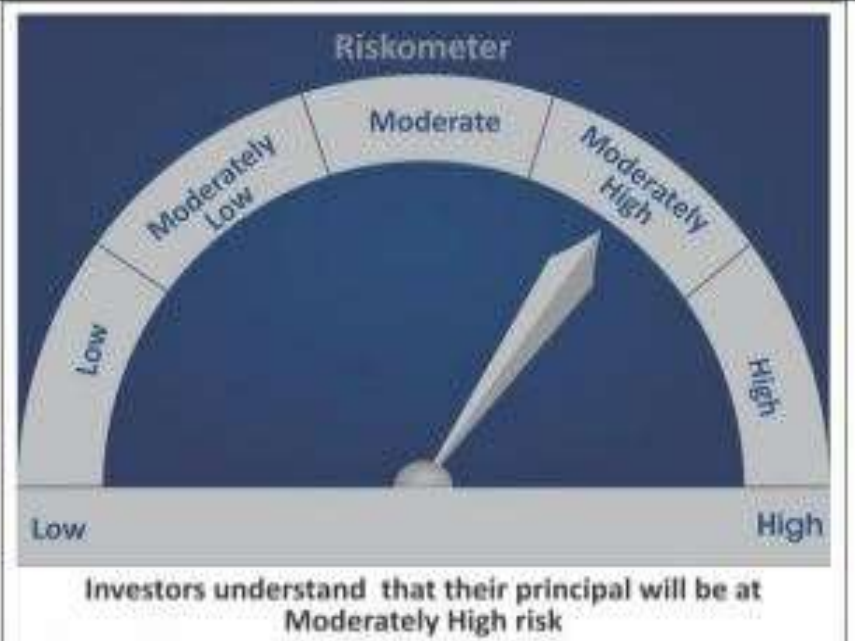 Riskometer
Moderate
Moderately
Low
Moderately
High
Low
High
Low
High
Investors understand that their principal will be at
Moderately High risk